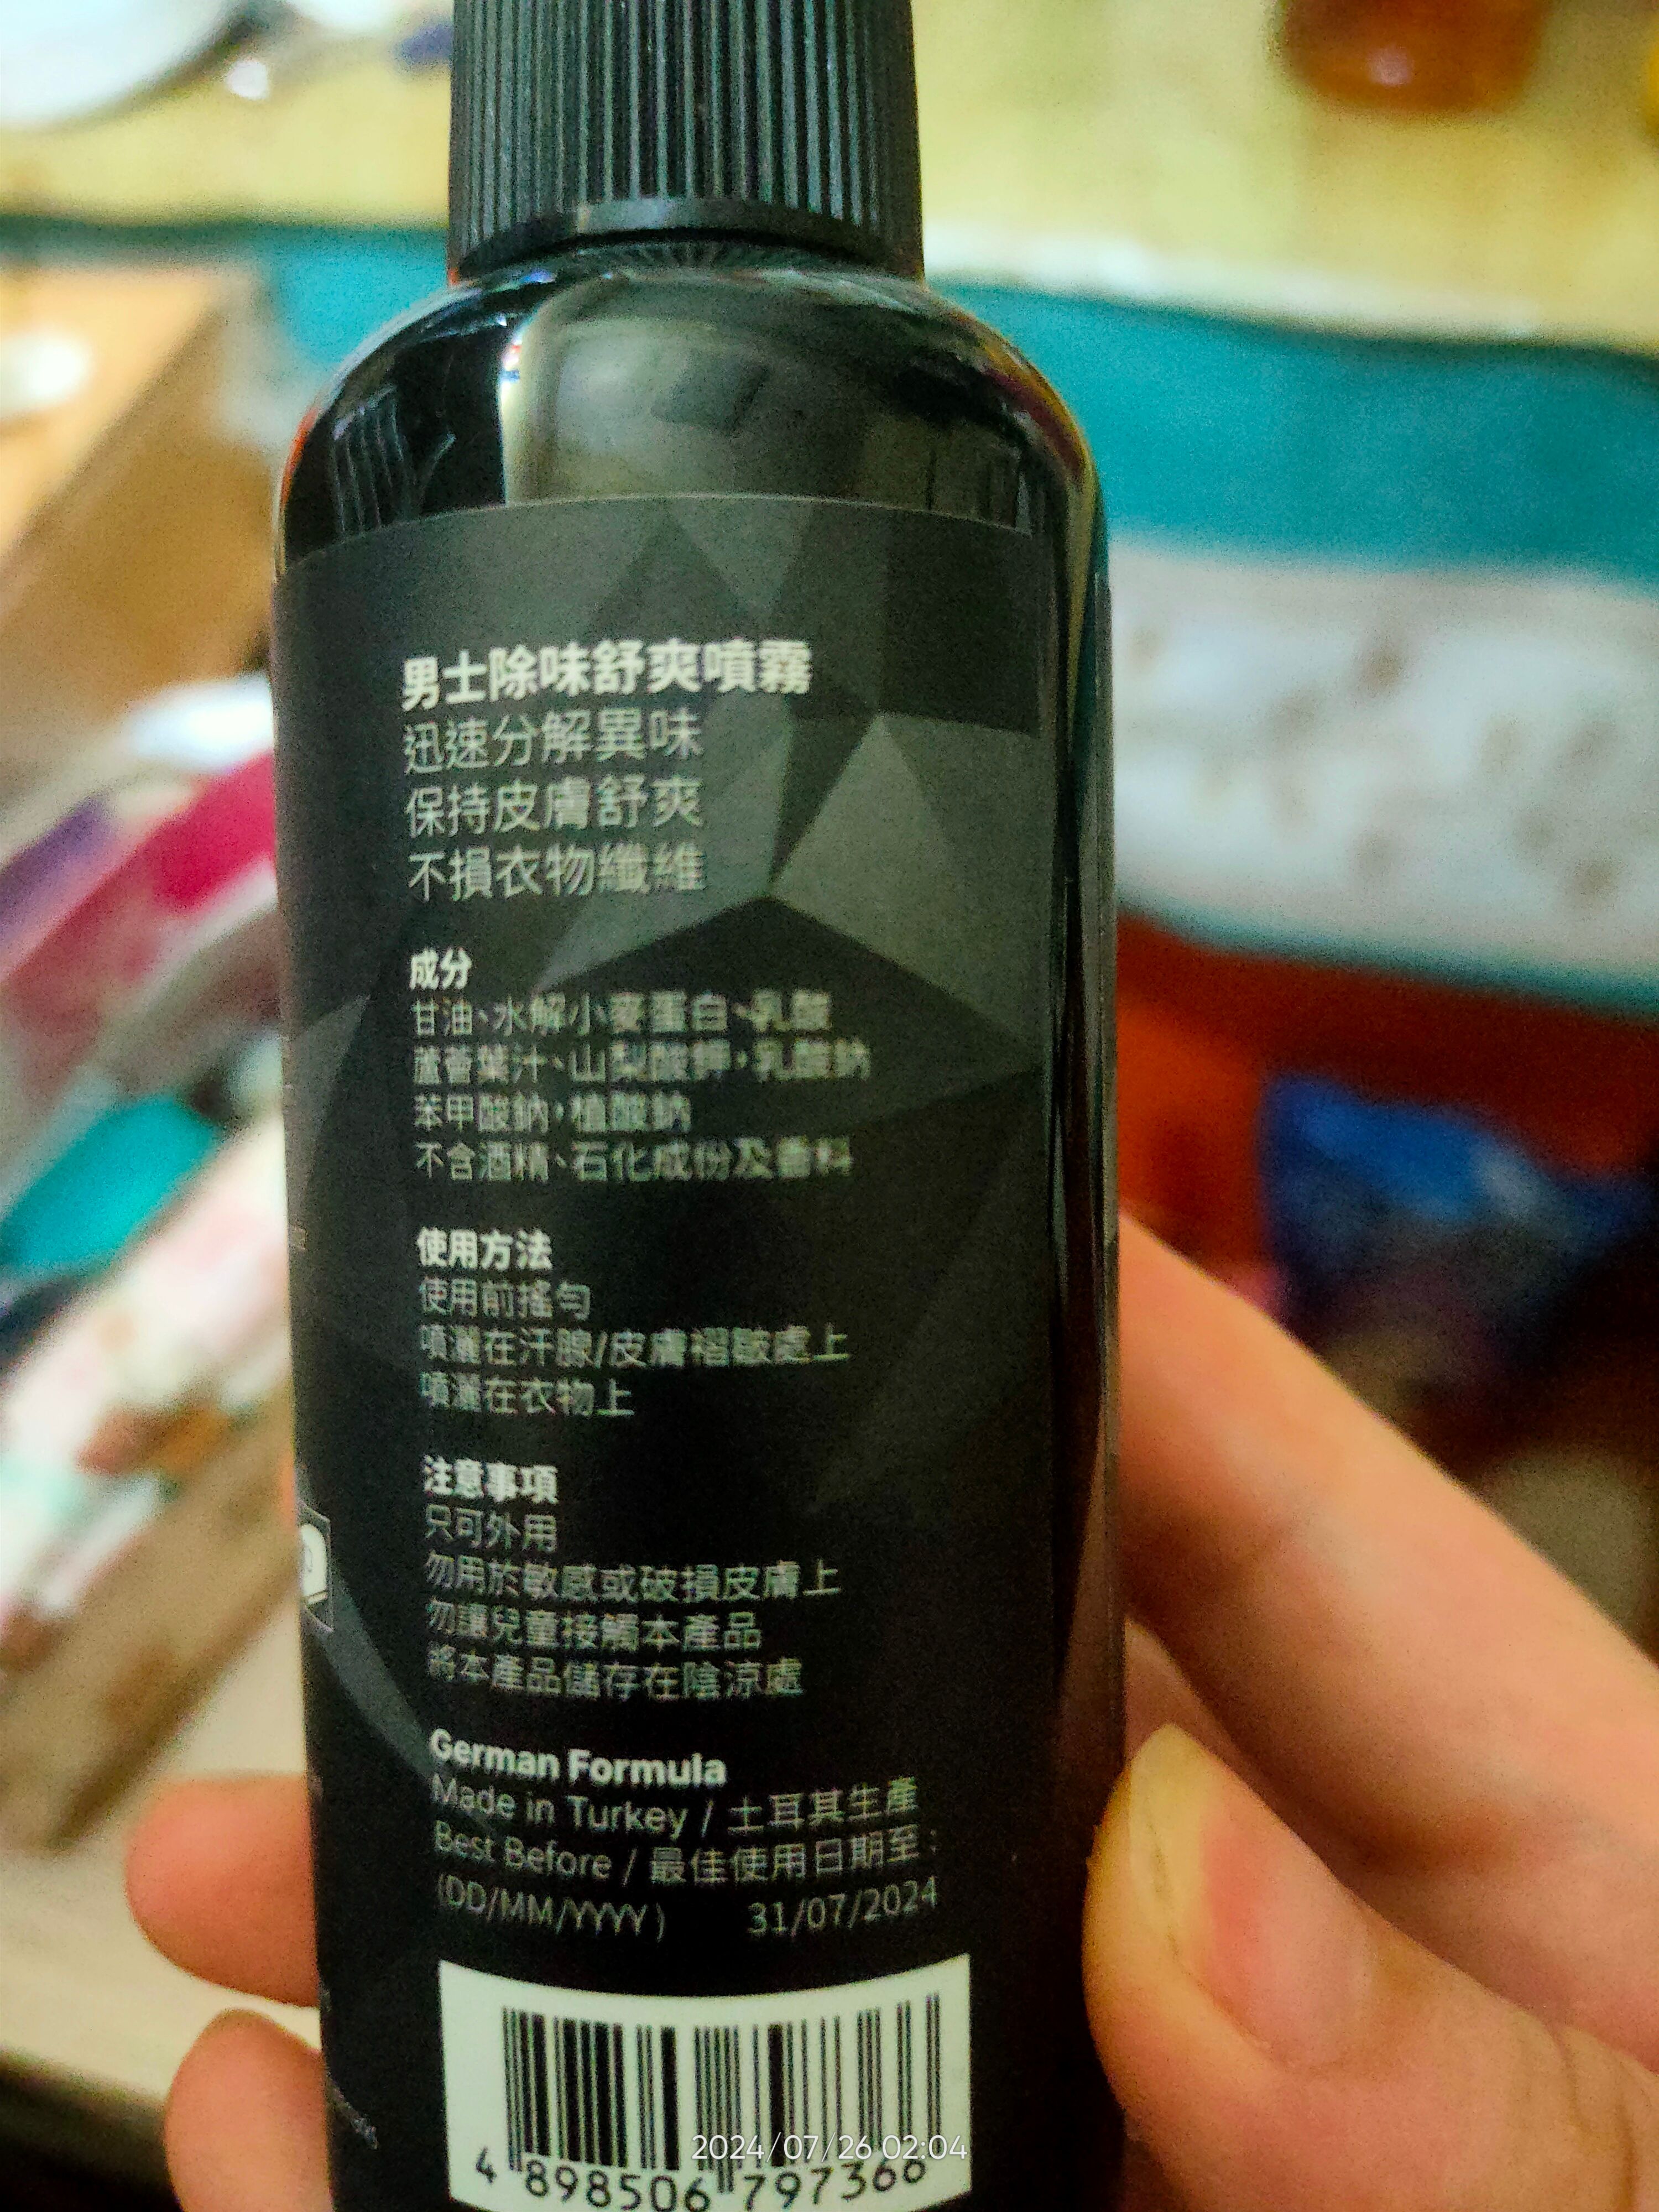 男士除味舒爽噴霧
迅速分解異味
保持皮膚舒爽
不損衣物纖維
成分
甘油、水解小麥蛋白、乳酸
蘆薈葉汁、山梨酸鉀、乳酸鈉
苯甲酸鈉、植酸鈉
不含酒精、石化成份及香料
使用方法
使用前搖勻
噴灑在汗腺/皮膚褶皺處上
噴灑在衣物上
注意事項
只可外用
勿用於敏感或破損皮膚上
勿讓兒童接觸本產品
將本產品儲存在陰涼處
German Formula
Made in Turkey / 土耳其生產
Best Before / 最佳使用日期至 :
(DD/MM/YYYY) 31/07/2024
2024/07/26 02:04
4 898506 797366